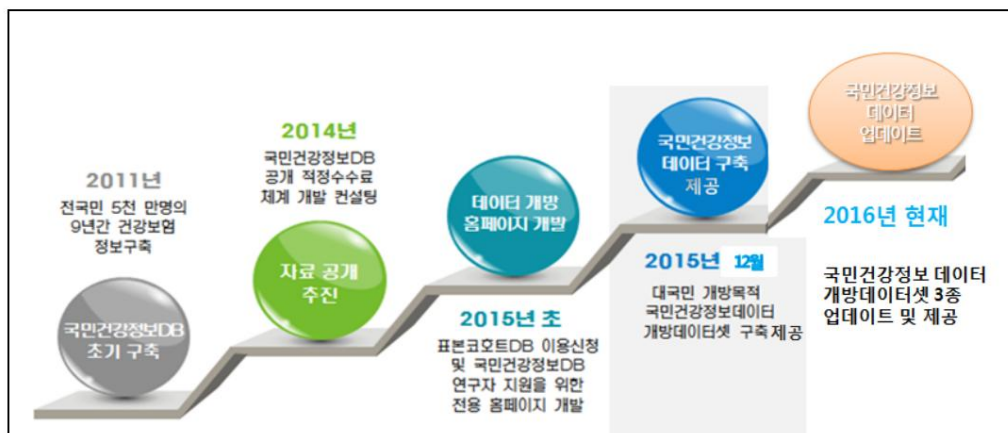 2011년
전국민 5천 만명의
9년간 건강보험
정보구축
국민건강정보DB
초기 구축
2014년
국민건강정보DB
공개 적정수수료
체계 개발 컨설팅
자료 공개
추진
데이터 개방
홈페이지 개발
2015년 초
표본코호트DB 이용신청
및 국민건강정보DB
연구자 지원을 위한
전용 홈페이지 개발
국민건강정보
데이터 구축
제공
2015년 12월
대국민 개방목적
국민건강정보데이터
개방데이터셋 구축 제공
국민건강정보
데이터
업데이트
2016년 현재
국민건강정보 데이터
개방데이터셋 3종
업데이트 및 제공